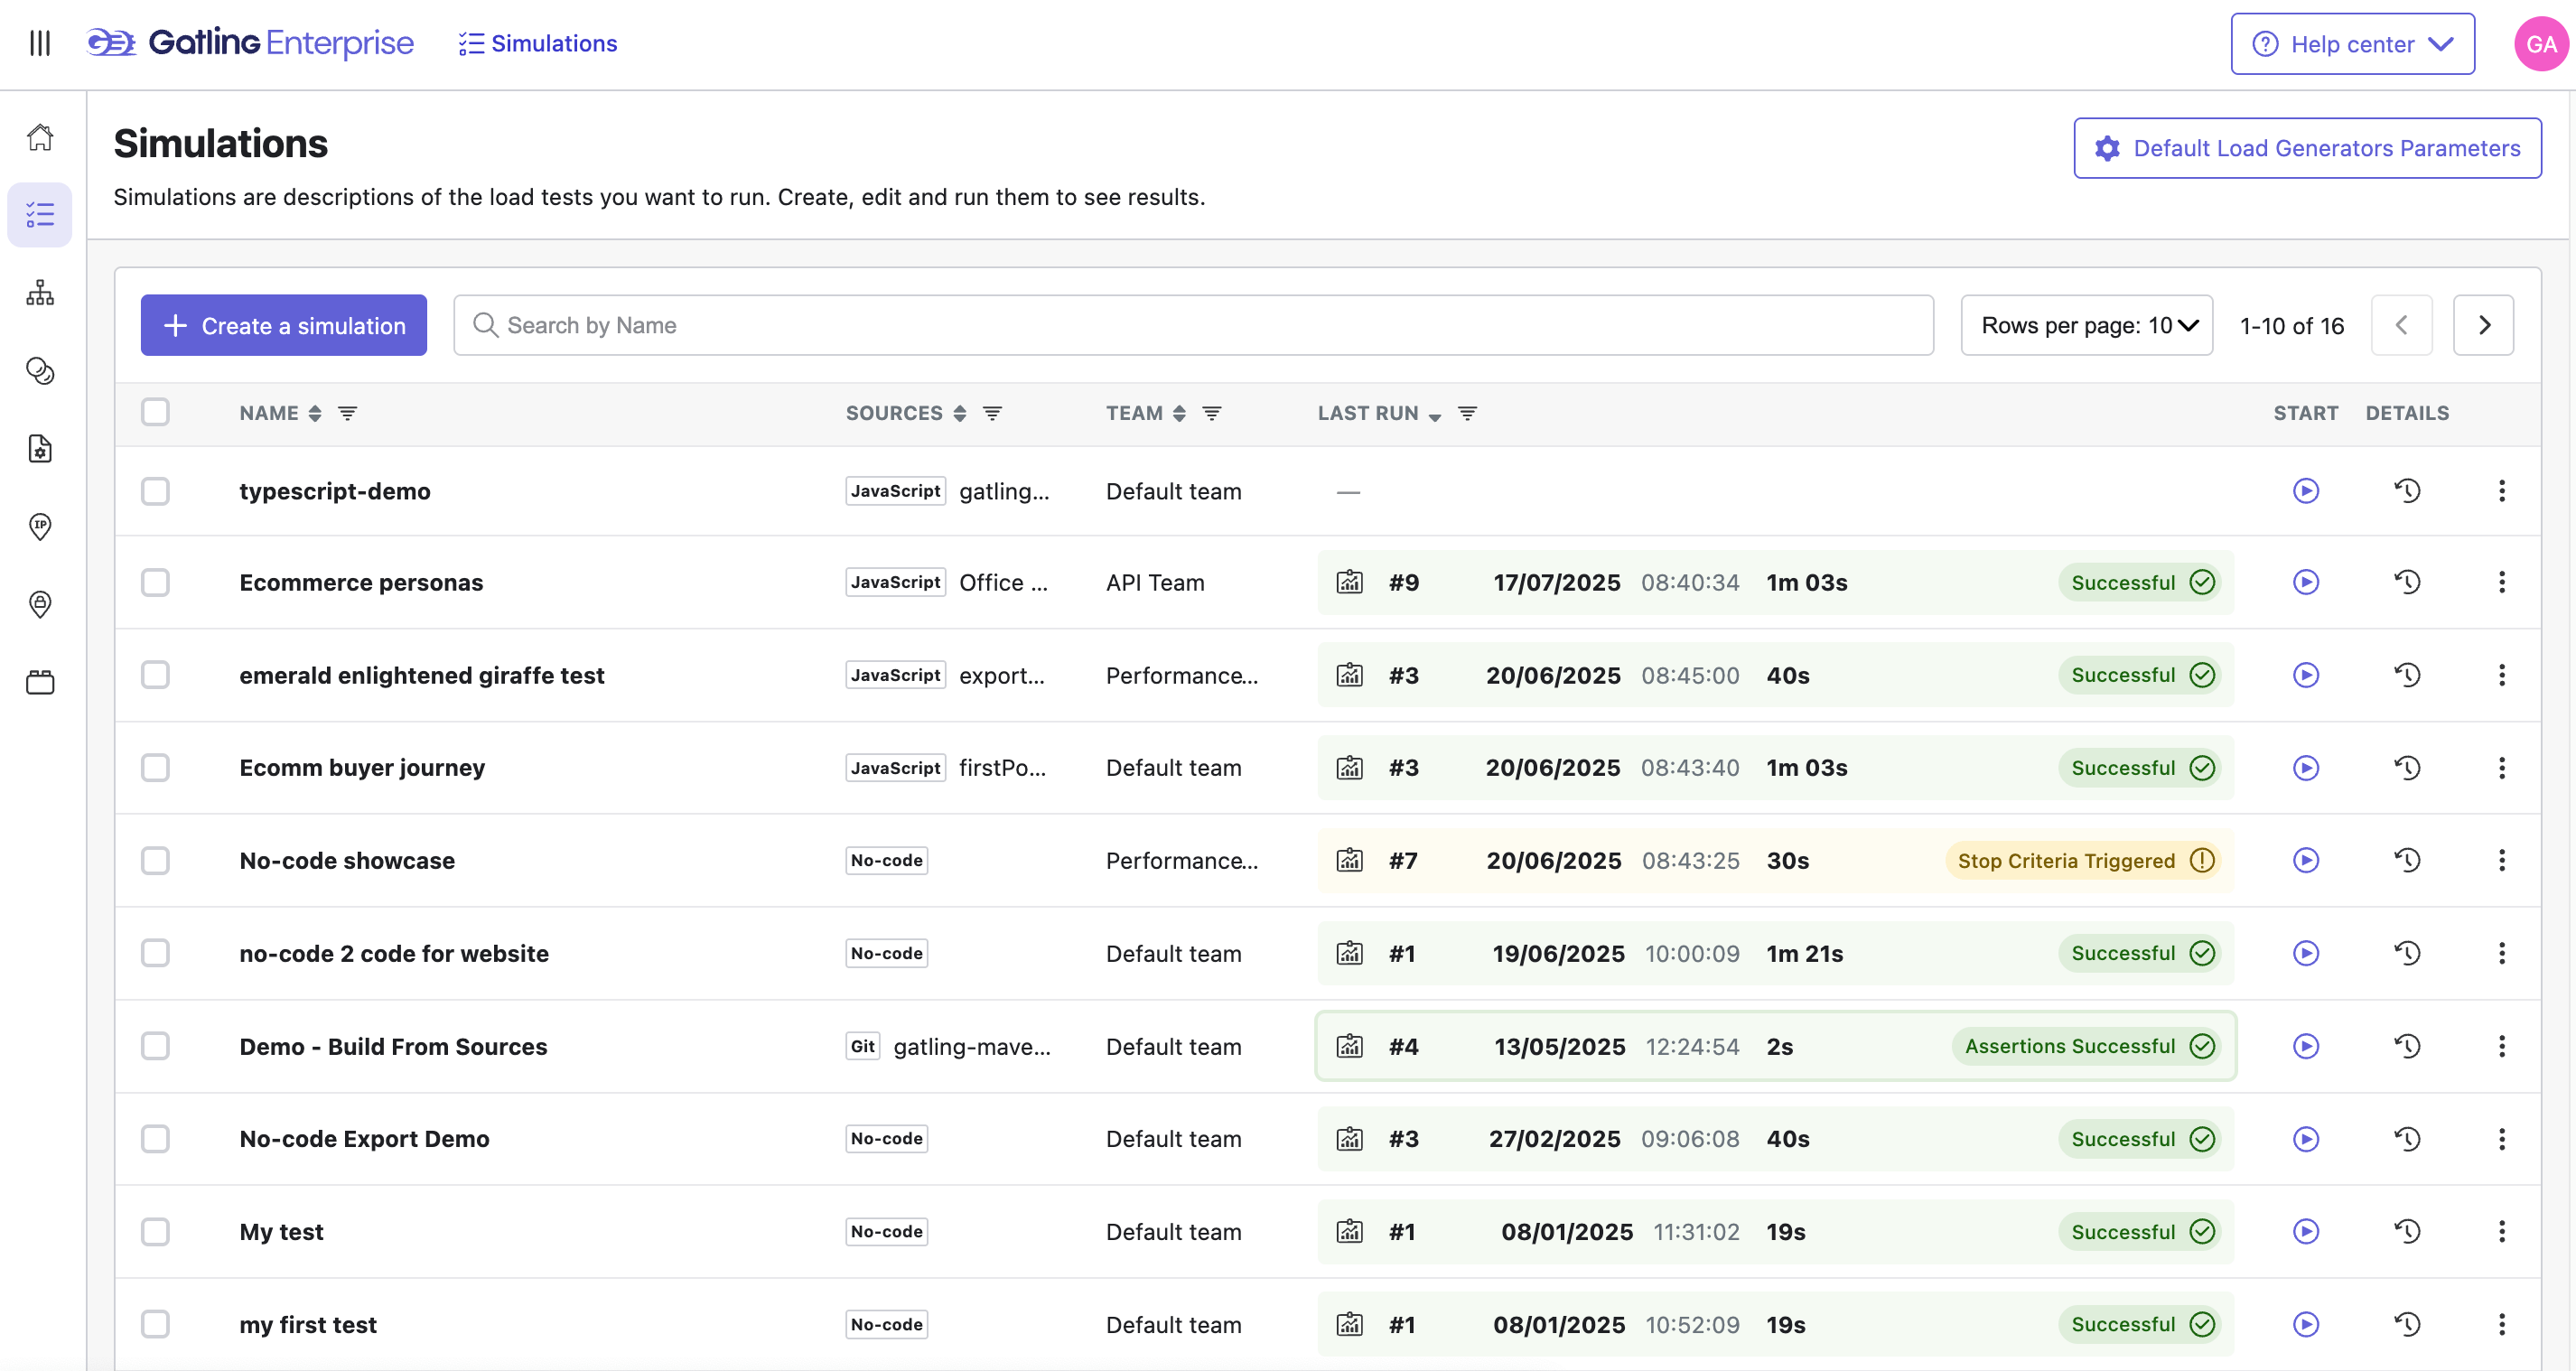 Gatling Enterprise Simulations Help center GA
Simulations
Default Load Generators Parameters
Simulations are descriptions of the load tests you want to run. Create, edit and run them to see results.
Create a simulation Search by Name Rows per page: 10 1-10 of 16
NAME SOURCES TEAM LAST RUN START DETAILS
typescript-demo JavaScript gatling... Default team —
Ecommerce personas JavaScript Office ... API Team #9 17/07/2025 08:40:34 1m 03s Successful
emerald enlightened giraffe test JavaScript export... Performance... #3 20/06/2025 08:45:00 40s Successful
Ecomm buyer journey JavaScript firstPo... Default team #3 20/06/2025 08:43:40 1m 03s Successful
No-code showcase No-code Performance... #7 20/06/2025 08:43:25 30s Stop Criteria Triggered
no-code 2 code for website No-code Default team #1 19/06/2025 10:00:09 1m 21s Successful
Demo - Build From Sources Git gatling-mave... Default team #4 13/05/2025 12:24:54 2s Assertions Successful
No-code Export Demo No-code Default team #3 27/02/2025 09:06:08 40s Successful
My test No-code Default team #1 08/01/2025 11:31:02 19s Successful
my first test No-code Default team #1 08/01/2025 10:52:09 19s Successful
IP